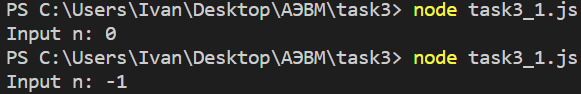 PS C:\Users\Ivan\Desktop\АЭВМ\task3> node task3_1.js
Input n: 0
PS C:\Users\Ivan\Desktop\АЭВМ\task3> node task3_1.js
Input n: -1